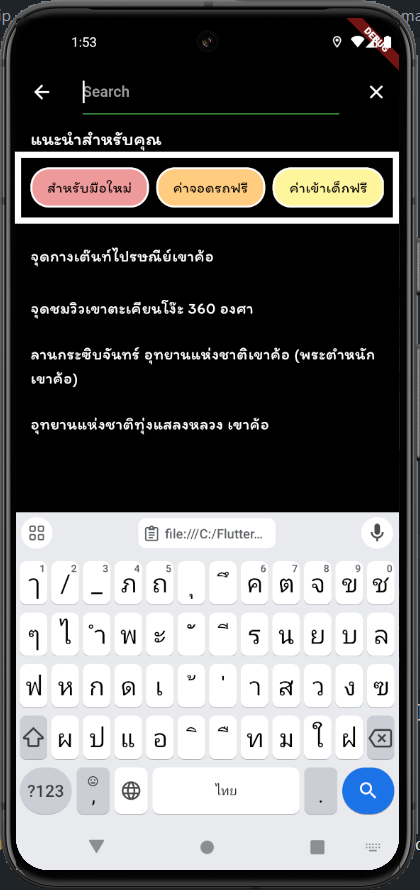 1:53
DEBUG
Search
แนะนำสำหรับคุณ
สำหรับมือใหม่ ค่าจอดรถฟรี ค่าเข้าเด็กฟรี
จุดกางเต็นท์ไปรษณีย์เขาค้อ
จุดชมวิวเขาตะเคียนโง๊ะ 360 องศา
ลานกระซิบจันทร์ อุทยานแห่งชาติเขาค้อ (พระตำหนัก
เขาค้อ)
อุทยานแห่งชาติทุ่งแสลงหลวง เขาค้อ
file:///C:/Flutter...
ๅ 1 / 2 _ 3 ภ 4 ถ 5 ุ ึ ค 6 ต 7 จ 8 ข 9 ช 0
ๆ ไ ำ พ ะ ั ี ร น ย บ ล
ฟ ห ก ด เ ้ ่ า ส ว ง ฃ
ผ ป แ อ ิ ื ท ม ใ ฝ
?123 , ไทย .